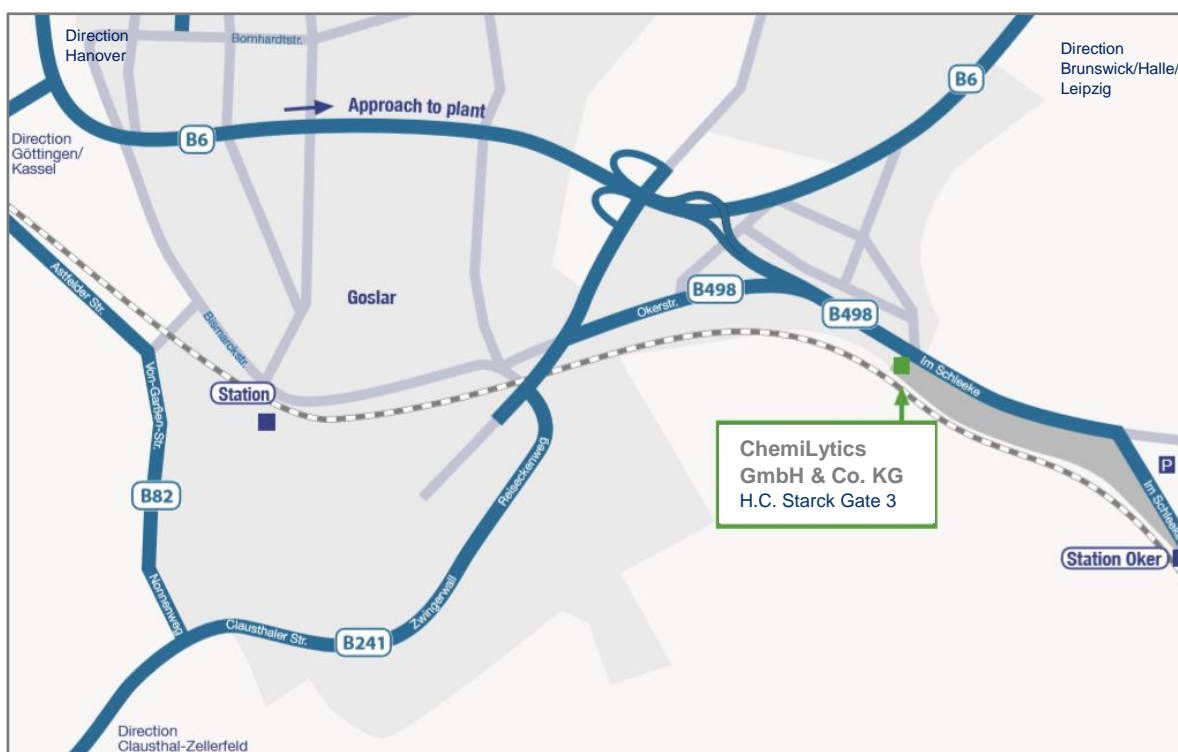 Direction
Hanover
Bornhardtstr.
Direction
Brunswick/Halle/
Leipzig
B6
Approach to plant
B6
Direction
Göttingen/
Kassel
Astfelder Str.
Bismarckstr.
Goslar
Okerstr.
B498
B498
Im Schleeke
Station
Von-Garßen-Str.
ChemiLytics
GmbH & Co. KG
H.C. Starck Gate 3
P
Im Schleeke
Station Oker
B82
Reiseckenweg
Nonnenweg
Zwingerwall
Clausthaler Str.
B241
Direction
Clausthal-Zellerfeld